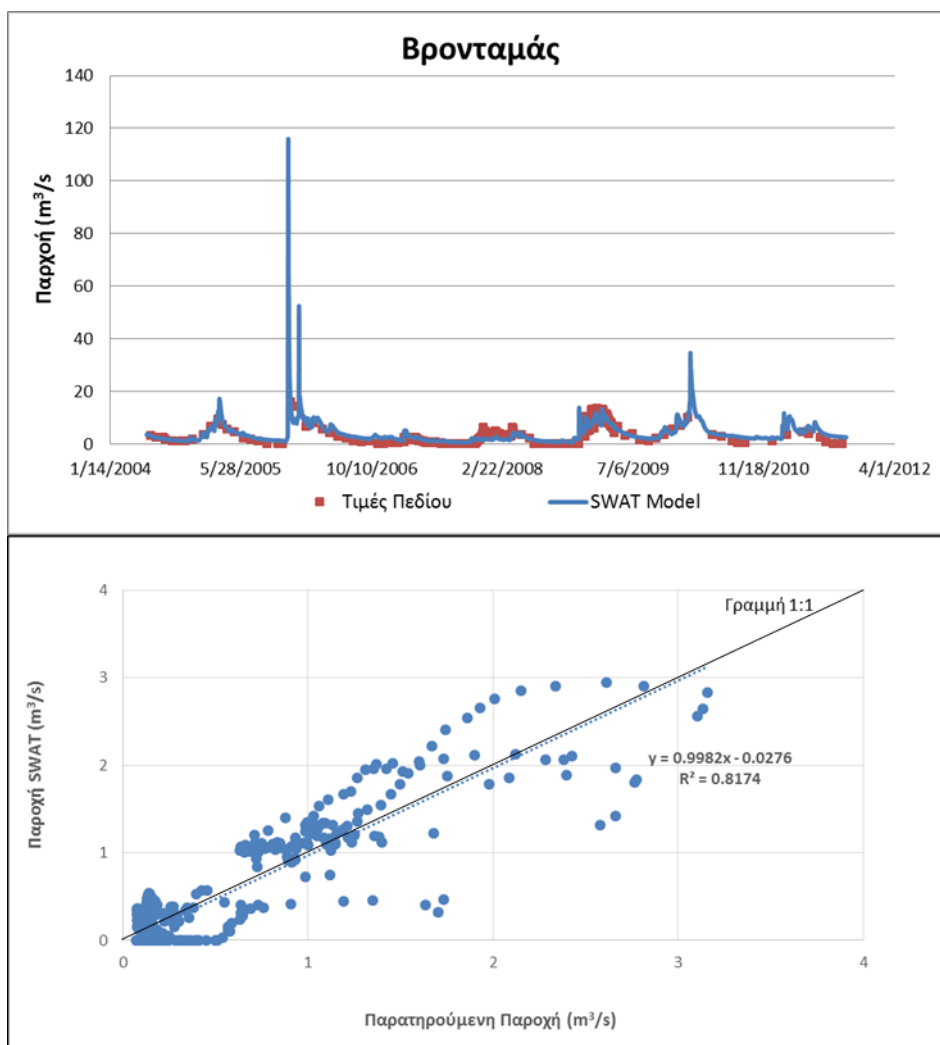 Βρονταμάς
Παρχοή (m³/s)
140
120
100
80
60
40
20
0
1/14/2004 5/28/2005 10/10/2006 2/22/2008 7/6/2009 11/18/2010 4/1/2012
Τιμές Πεδίου SWAT Model
Παροχή SWAT (m³/s)
4
3
2
1
0
Γραμμή 1:1
y = 0.9982x - 0.0276
R² = 0.8174
0 1 2 3 4
Παρατηρούμενη Παροχή (m³/s)